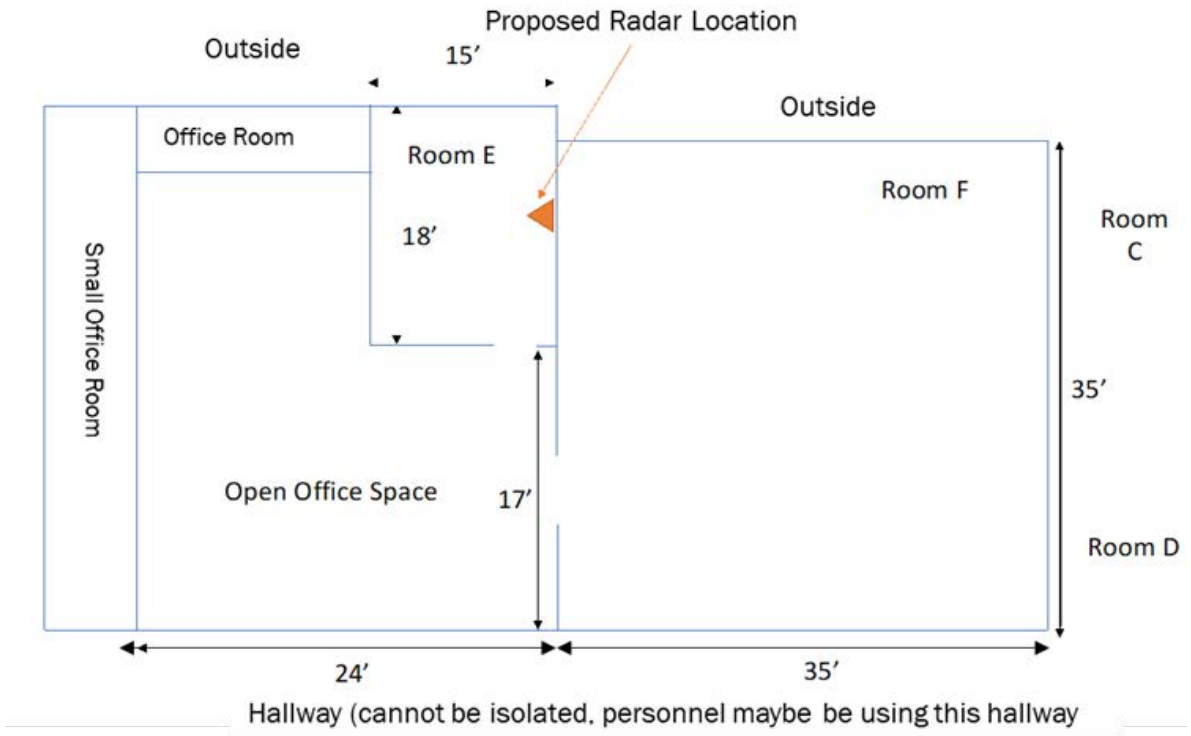 Proposed Radar Location
Outside
15′
Outside
Office Room
Room E
Room F
Room
C
18′
Small Office Room
35′
Open Office Space
17′
Room D
24′
35′
Hallway (cannot be isolated, personnel maybe be using this hallway